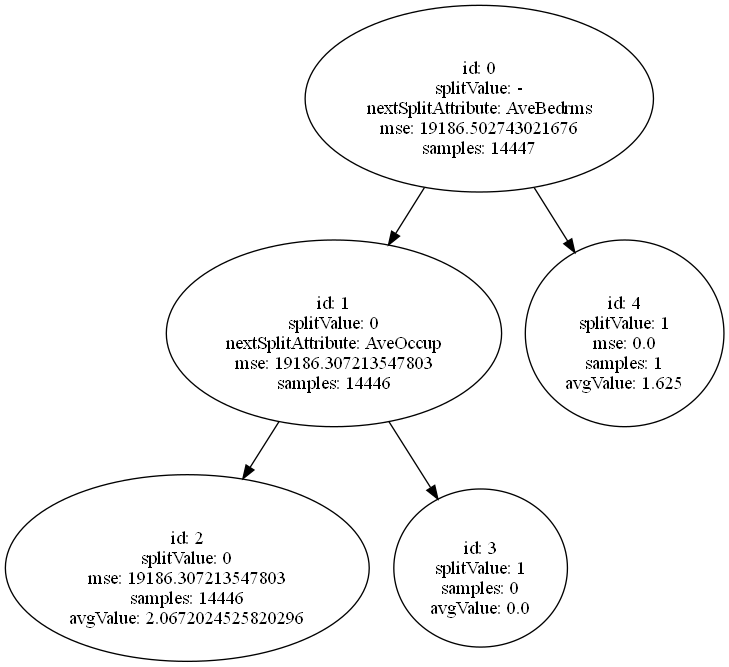 id: 0
splitValue: -
nextSplitAttribute: AveBedrms
mse: 19186.502743021676
samples: 14447
id: 1
splitValue: 0
nextSplitAttribute: AveOccup
mse: 19186.307213547803
samples: 14446
id: 4
splitValue: 1
mse: 0.0
samples: 1
avgValue: 1.625
id: 2
splitValue: 0
mse: 19186.307213547803
samples: 14446
avgValue: 2.0672024525820296
id: 3
splitValue: 1
samples: 0
avgValue: 0.0